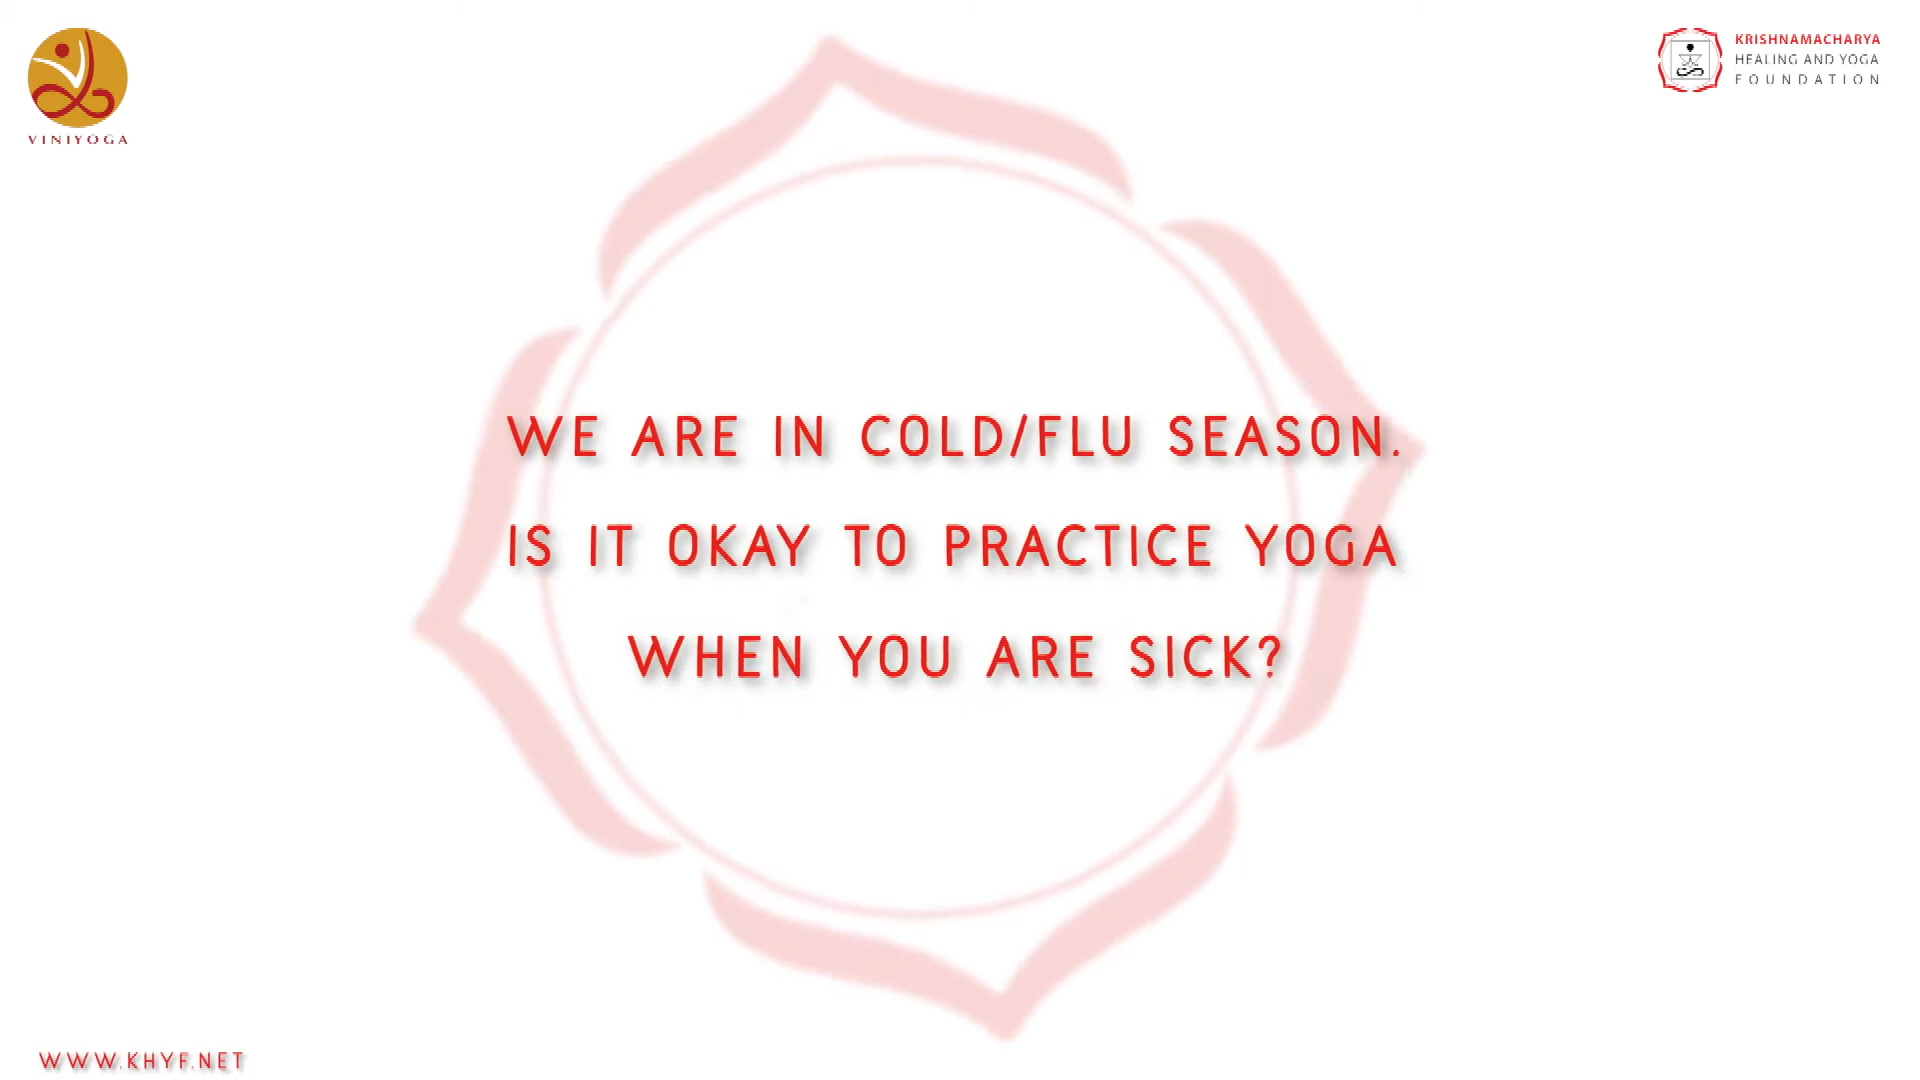 VINIYOGA
KRISHNAMACHARYA
HEALING AND YOGA
FOUNDATION
WE ARE IN COLD/FLU SEASON.
IS IT OKAY TO PRACTICE YOGA
WHEN YOU ARE SICK?
WWW.KHYF.NET